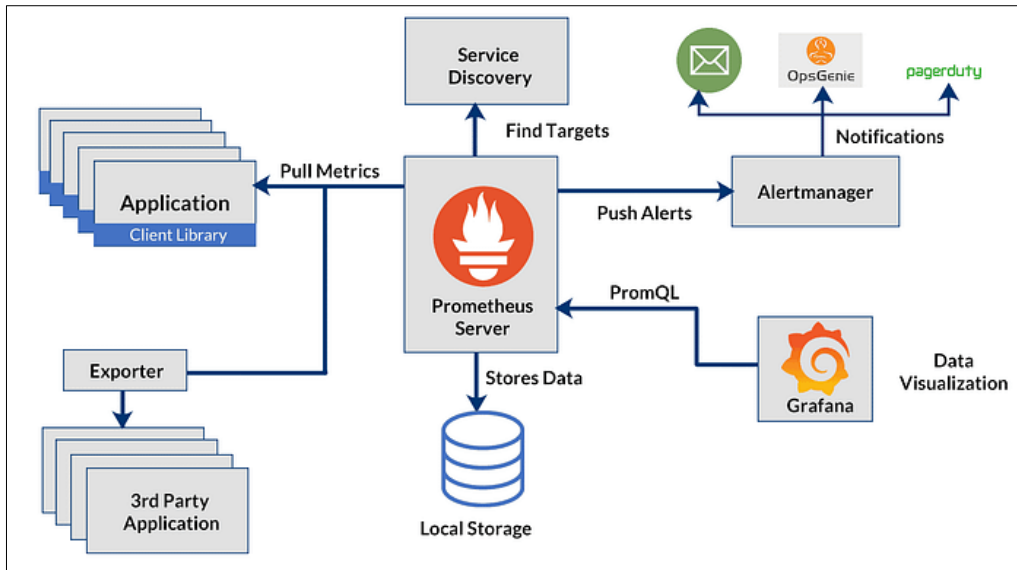 Service
Discovery
OpsGenie
pagerduty
Find Targets
Notifications
Pull Metrics
Application
Client Library
Push Alerts
Alertmanager
Prometheus
Server
PromQL
Exporter
Stores Data
Grafana
Data
Visualization
3rd Party
Application
Local Storage